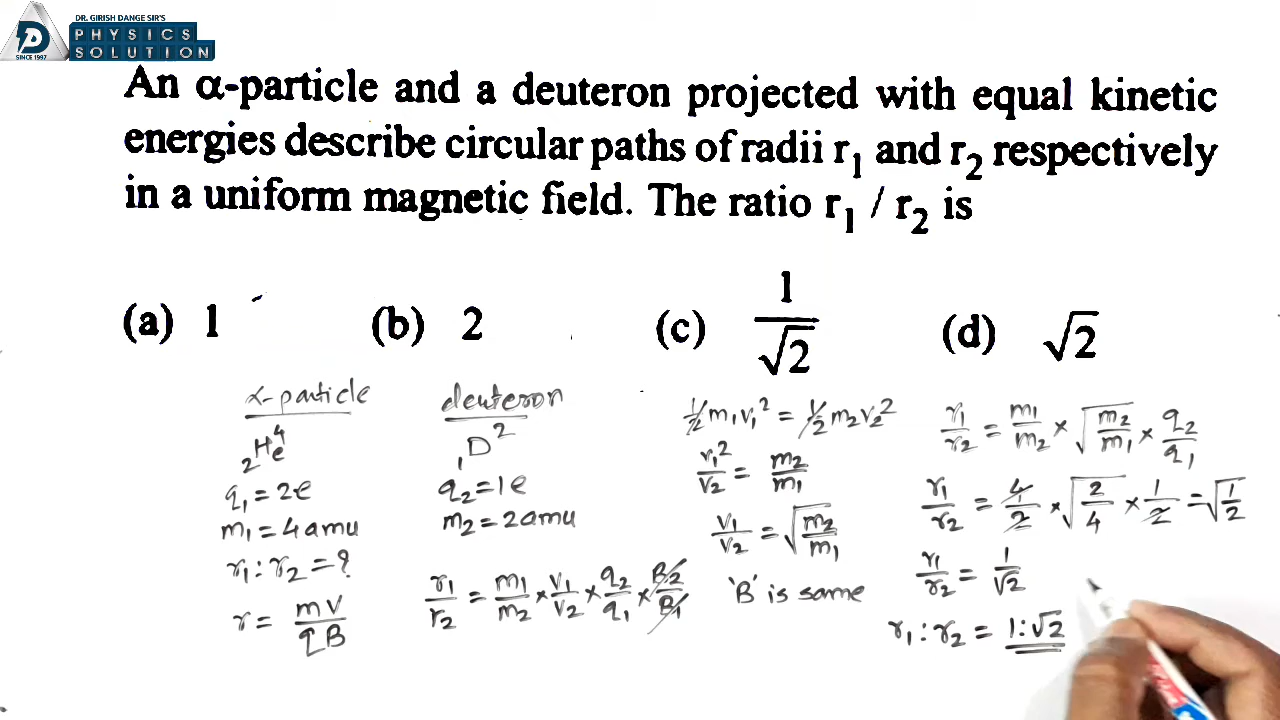 DR. GIRISH DANGE SIR'S
PHYSICS
SOLUTION
D
SINCE 1997
An α-particle and a deuteron projected with equal kinetic
energies describe circular paths of radii r₁ and r₂ respectively
in a uniform magnetic field. The ratio r₁ / r₂ is
(a) 1 (b) 2 (c) 1/√2 (d) √2
α-particle
₂He⁴
q₁ = 2e
m₁ = 4 amu
r₁ : r₂ = ?
r = mv/qB
deuteron
₁D²
q₂ = 1e
m₂ = 2 amu
r₁/r₂ = m₁/m₂ × v₁/v₂ × q₂/q₁ × B₂/B₁
½ m₁v₁² = ½ m₂v₂²
v₁²/v₂² = m₂/m₁
v₁/v₂ = √(m₂/m₁)
'B' is same
r₁/r₂ = m₁/m₂ × √(m₂/m₁) × q₂/q₁
r₁/r₂ = 4/2 × √(2/4) × 1/2 = √(1/2)
r₁/r₂ = 1/√2
r₁ : r₂ = 1 : √2